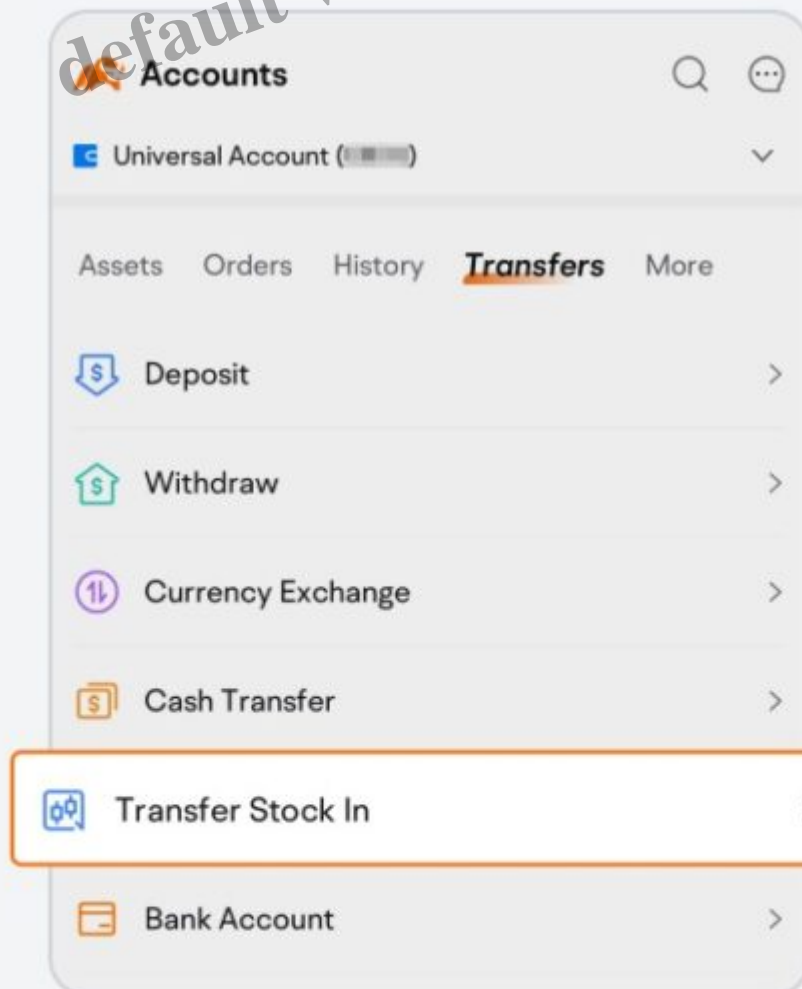 default
Accounts
Universal Account ( )
Assets Orders History Transfers More
$ Deposit
$ Withdraw
Currency Exchange
$ Cash Transfer
Transfer Stock In
Bank Account